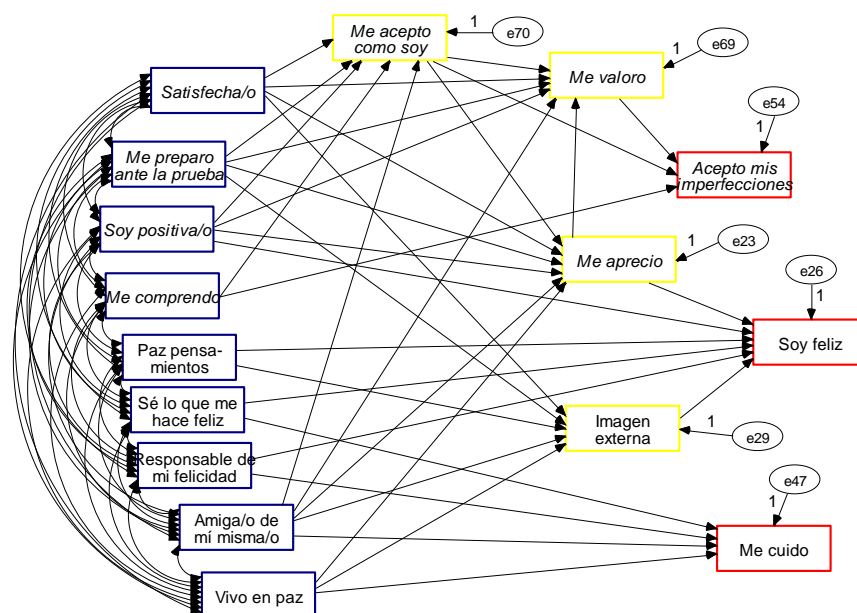 Me acepto
como soy
1
e70
1
e69
Me valoro
Satisfecha/o
e54
1
Me preparo
ante la prueba
Acepto mis
imperfecciones
Soy positiva/o
1
e23
Me aprecio
e26
1
Me comprendo
Paz pensa-
mientos
Soy feliz
Sé lo que me
hace feliz
Imagen
externa
1
e29
Responsable de
mi felicidad
e47
1
Amiga/o de
mí misma/o
Me cuido
Vivo en paz